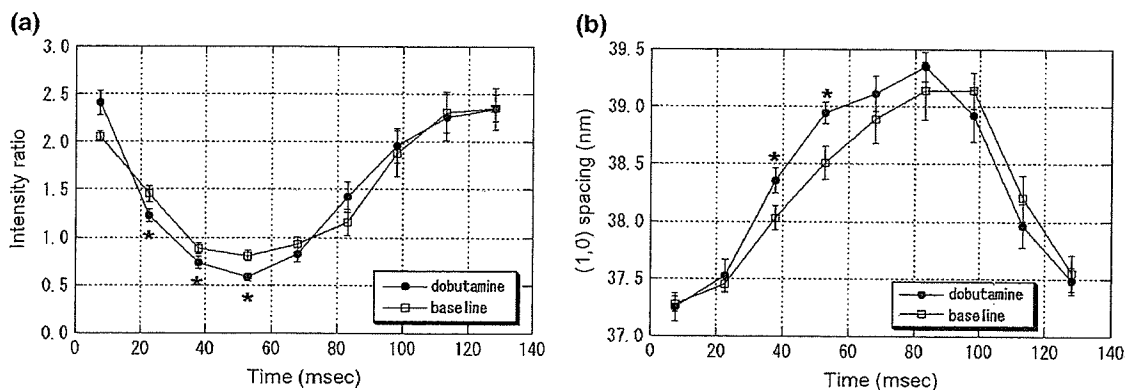 (a)
3.0
2.5
2.0
1.5
1.0
0.5
0.0
Intensity ratio
*
*
*
dobutamine
baseline
0 20 40 60 80 100 120 140
Time (msec)
(b)
39.5
39.0
38.5
38.0
37.5
37.0
(1,0) spacing (nm)
*
*
dobutamine
baseline
0 20 40 60 80 100 120 140
Time (msec)